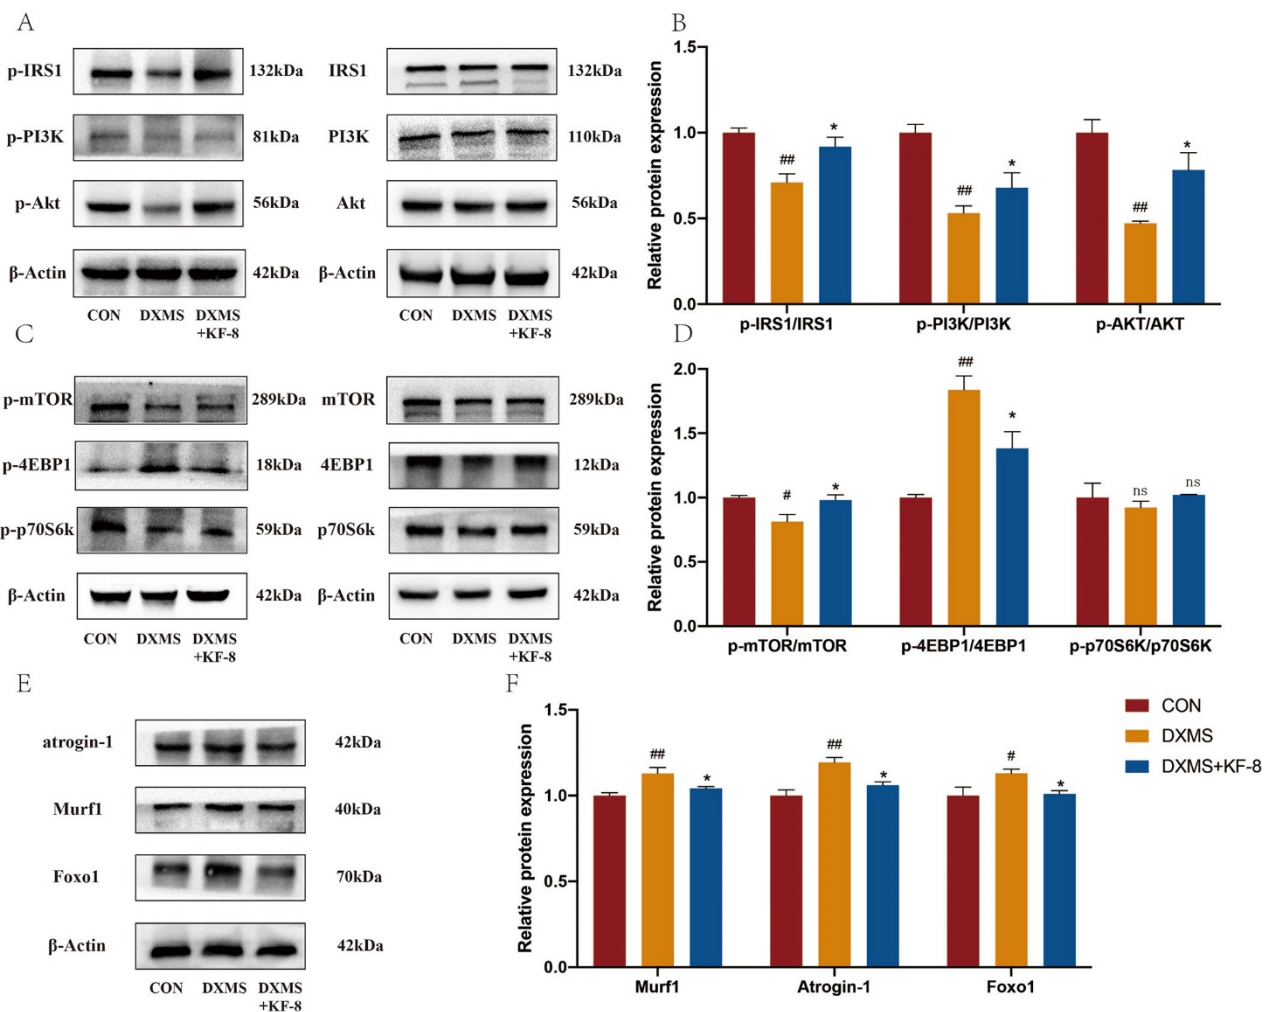 A
p-IRS1 132kDa IRS1 132kDa
p-PI3K 81kDa PI3K 110kDa
p-Akt 56kDa Akt 56kDa
β-Actin 42kDa β-Actin 42kDa
CON DXMS DXMS +KF-8 CON DXMS DXMS +KF-8
B
Relative protein expression
1.5
1.0
0.5
0.0
## * ## * ## *
p-IRS1/IRS1 p-PI3K/PI3K p-AKT/AKT
C
p-mTOR 289kDa mTOR 289kDa
p-4EBP1 18kDa 4EBP1 12kDa
p-p70S6k 59kDa p70S6k 59kDa
β-Actin 42kDa β-Actin 42kDa
CON DXMS DXMS +KF-8 CON DXMS DXMS +KF-8
D
Relative protein expression
2.0
1.5
1.0
0.5
0.0
# * ## * ns ns
p-mTOR/mTOR p-4EBP1/4EBP1 p-p70S6K/p70S6K
E
atrogin-1 42kDa
Murf1 40kDa
Foxo1 70kDa
β-Actin 42kDa
CON DXMS DXMS +KF-8
F
Relative protein expression
1.5
1.0
0.5
0.0
## * ## * # *
Murf1 Atrogin-1 Foxo1
CON
DXMS
DXMS+KF-8